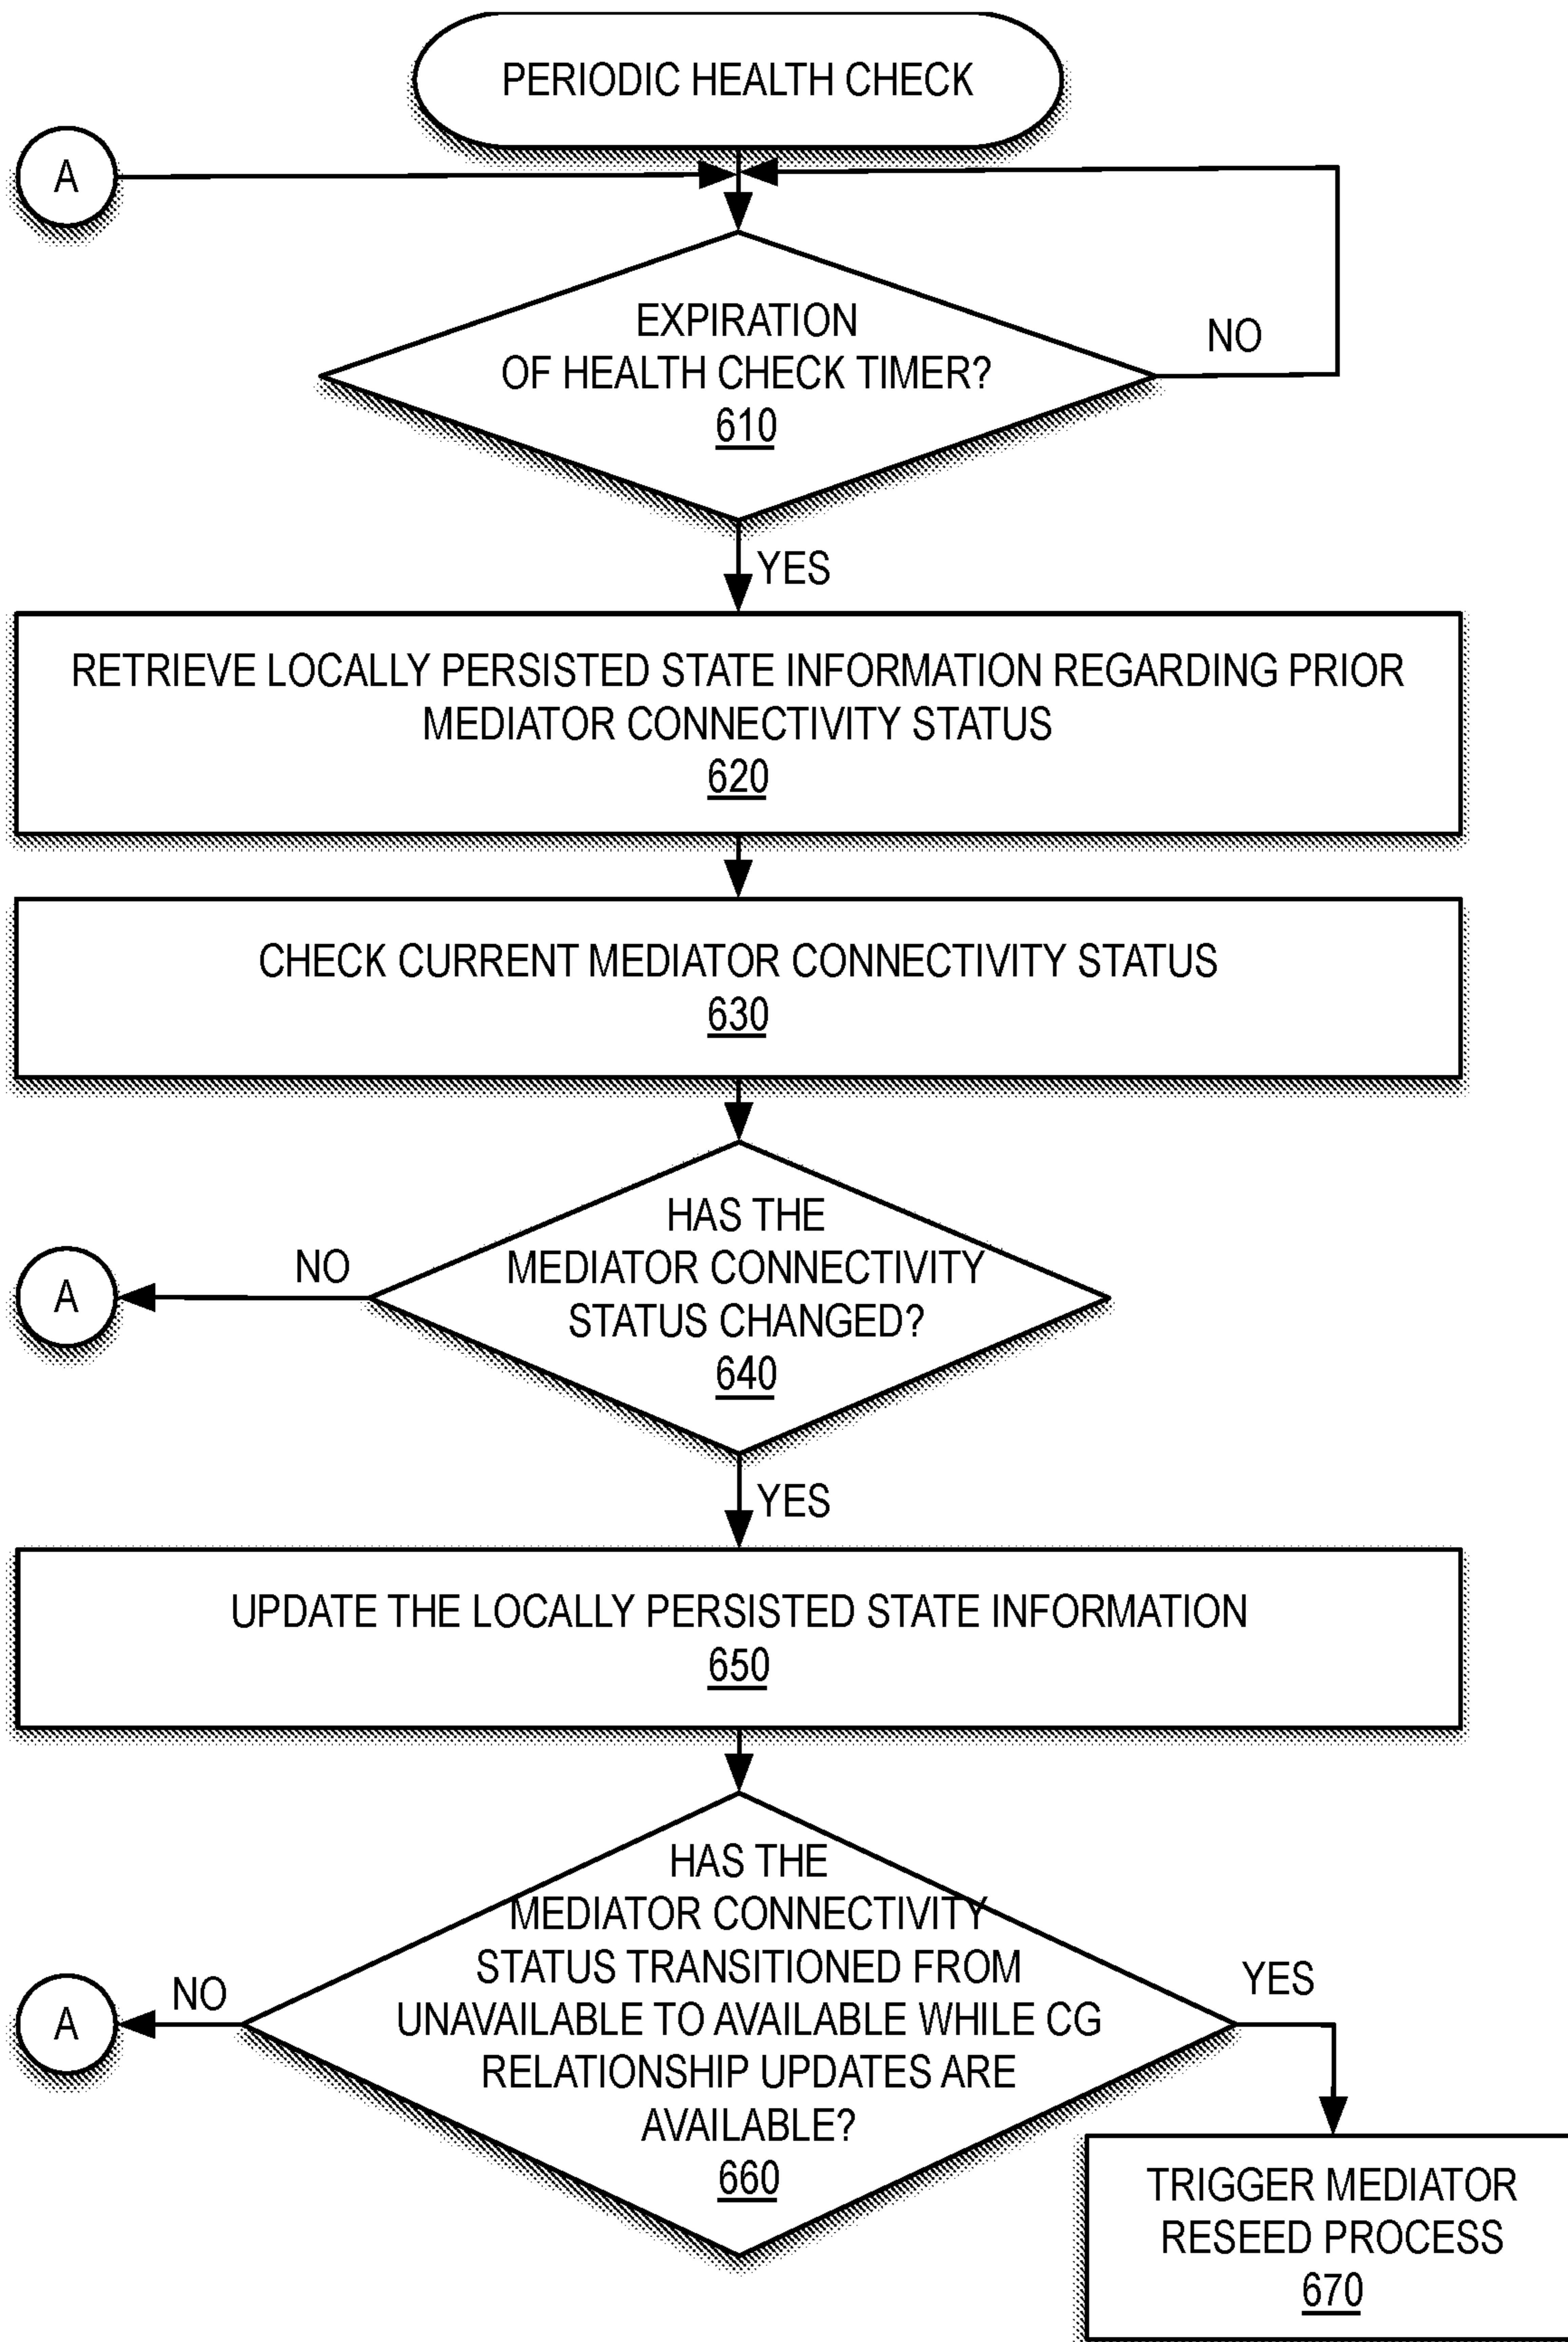 PERIODIC HEALTH CHECK
A
EXPIRATION
OF HEALTH CHECK TIMER?
610
NO
YES
RETRIEVE LOCALLY PERSISTED STATE INFORMATION REGARDING PRIOR
MEDIATOR CONNECTIVITY STATUS
620
CHECK CURRENT MEDIATOR CONNECTIVITY STATUS
630
HAS THE
MEDIATOR CONNECTIVITY
STATUS CHANGED?
640
NO
A
YES
UPDATE THE LOCALLY PERSISTED STATE INFORMATION
650
HAS THE
MEDIATOR CONNECTIVITY
STATUS TRANSITIONED FROM
UNAVAILABLE TO AVAILABLE WHILE CG
RELATIONSHIP UPDATES ARE
AVAILABLE?
660
NO
A
YES
TRIGGER MEDIATOR
RESEED PROCESS
670